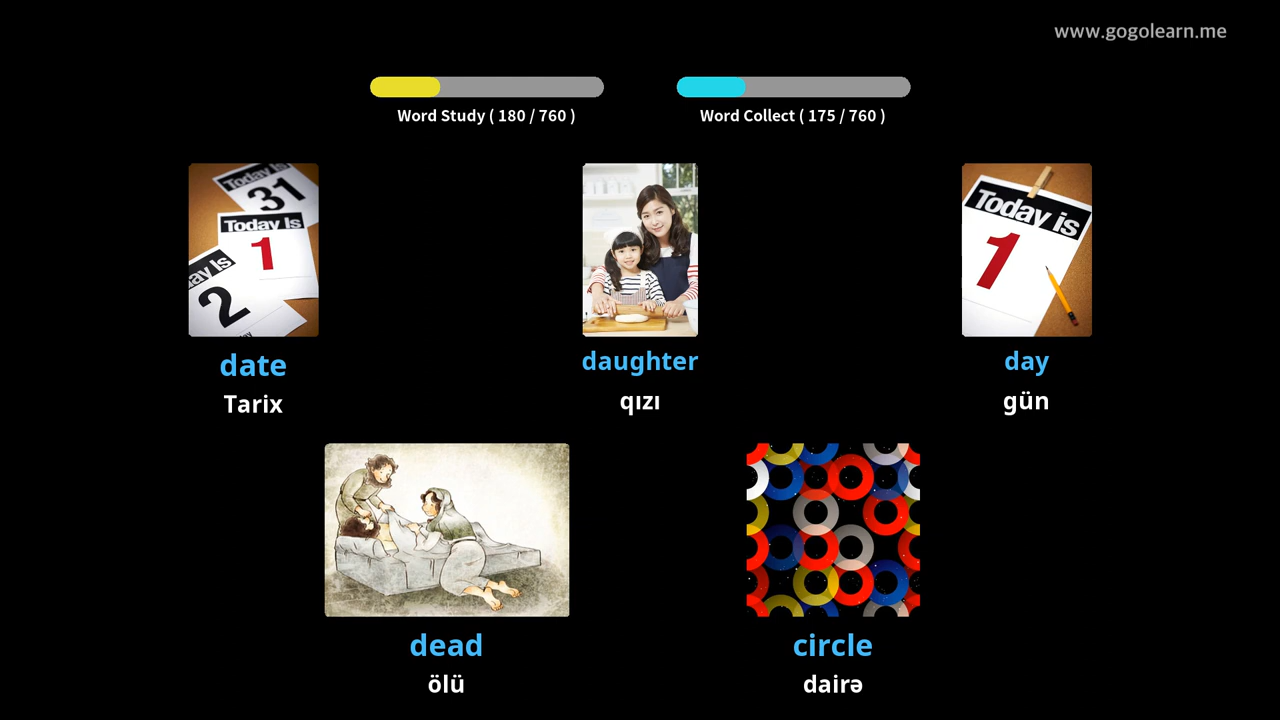 www.gogolearn.me
Word Study ( 180 / 760 )
Word Collect ( 175 / 760 )
Today is
31
Today Is
1
Today Is
2
Today is
1
date
daughter
day
Tarix
qızı
gün
dead
circle
ölü
dairə